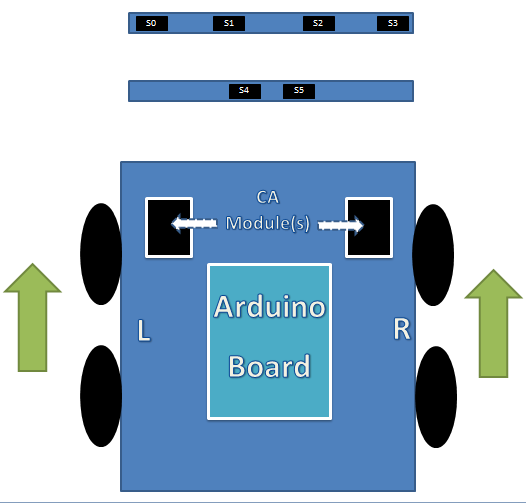 S0 S1 S2 S3
S4 S5
CA
Module(s)
Arduino
Board
L
R